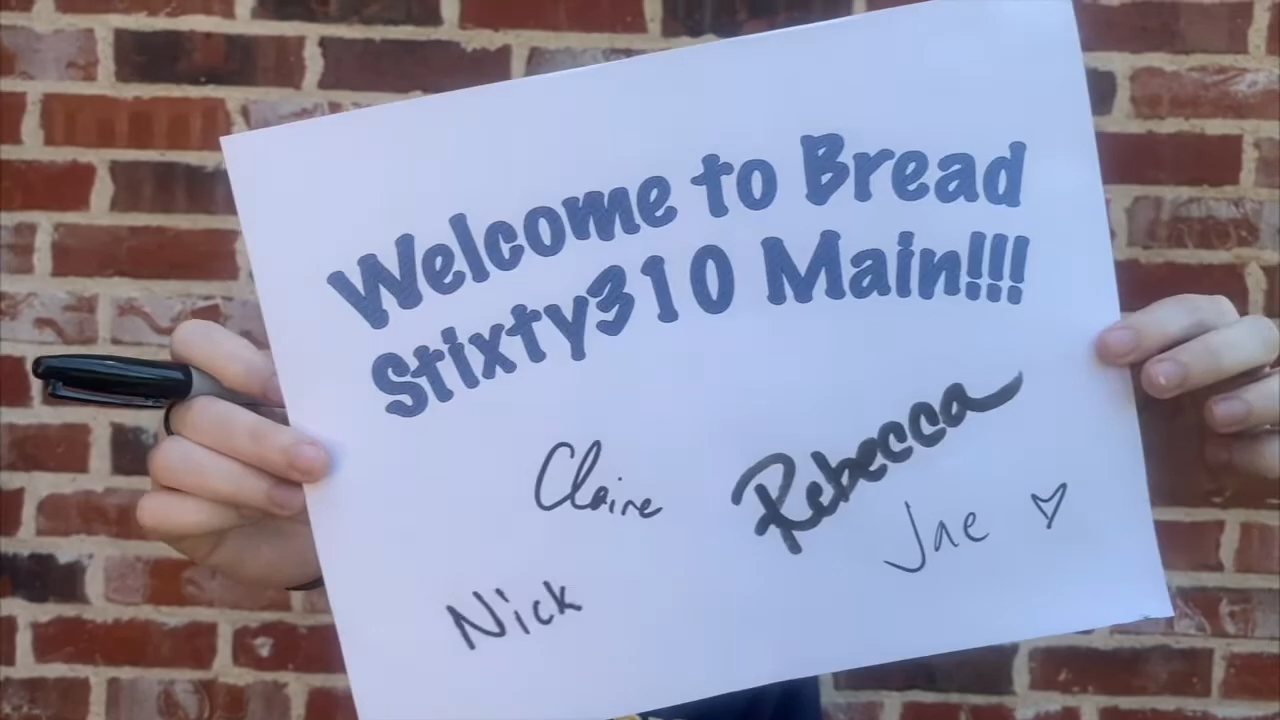 Welcome to Bread
Stixty310 Main!!!
Claire
Rebecca
Jae ♡
Nick